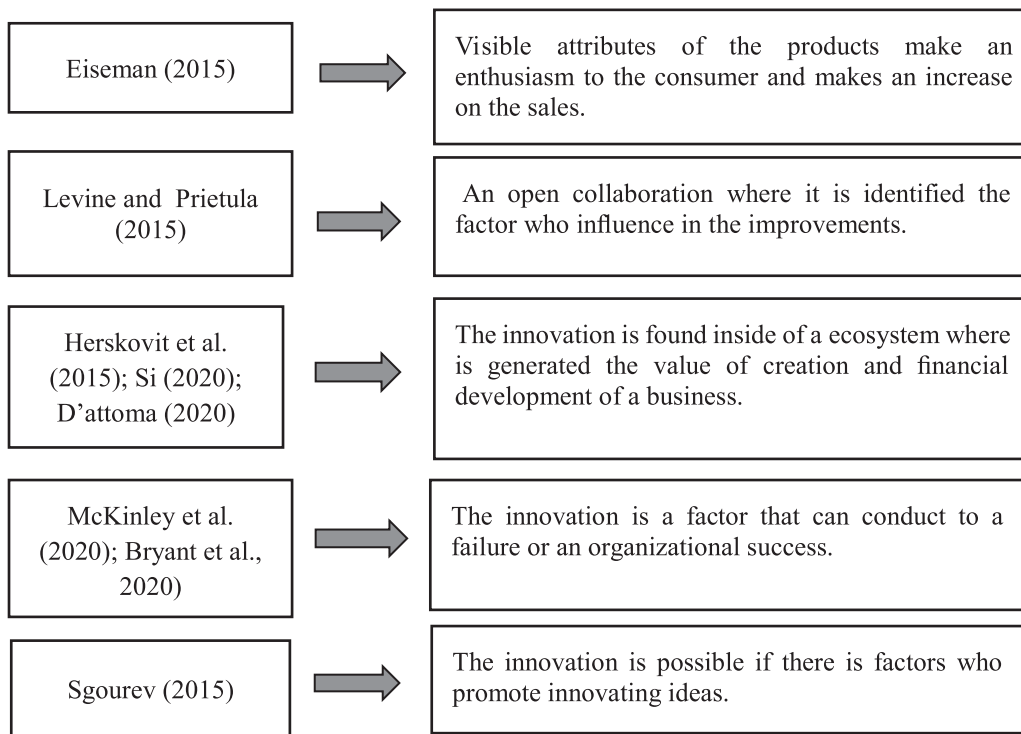 Eiseman (2015)
Visible attributes of the products make an
enthusiasm to the consumer and makes an increase
on the sales.
Levine and Prietula
(2015)
An open collaboration where it is identified the
factor who influence in the improvements.
Herskovit et al.
(2015); Si (2020);
D’attoma (2020)
The innovation is found inside of a ecosystem where
is generated the value of creation and financial
development of a business.
McKinley et al.
(2020); Bryant et al.,
2020)
The innovation is a factor that can conduct to a
failure or an organizational success.
Sgourev (2015)
The innovation is possible if there is factors who
promote innovating ideas.